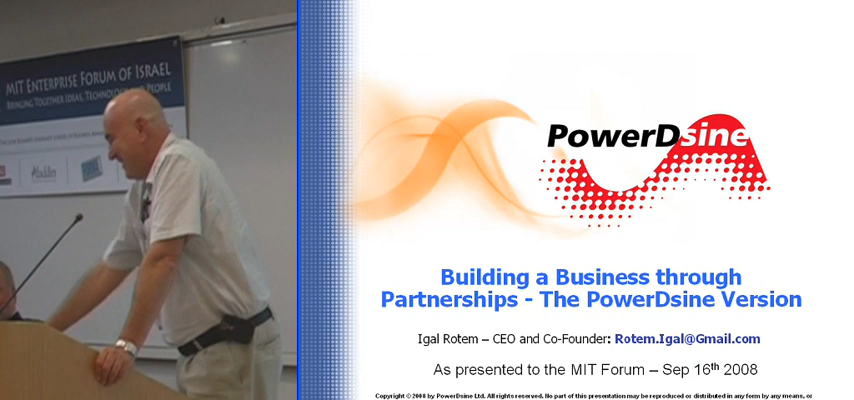 MIT ENTERPRISE FORUM OF ISRAEL
BRINGING TOGETHER IDEAS, TECHNOLOGY AND PEOPLE
Aladdin
PowerDsine
Building a Business through
Partnerships - The PowerDsine Version
Igal Rotem – CEO and Co-Founder: Rotem.Igal@Gmail.com
As presented to the MIT Forum – Sep 16th 2008
Copyright © 2008 by PowerDsine Ltd. All rights reserved. No part of this presentation may be reproduced or distributed in any form by any means, or